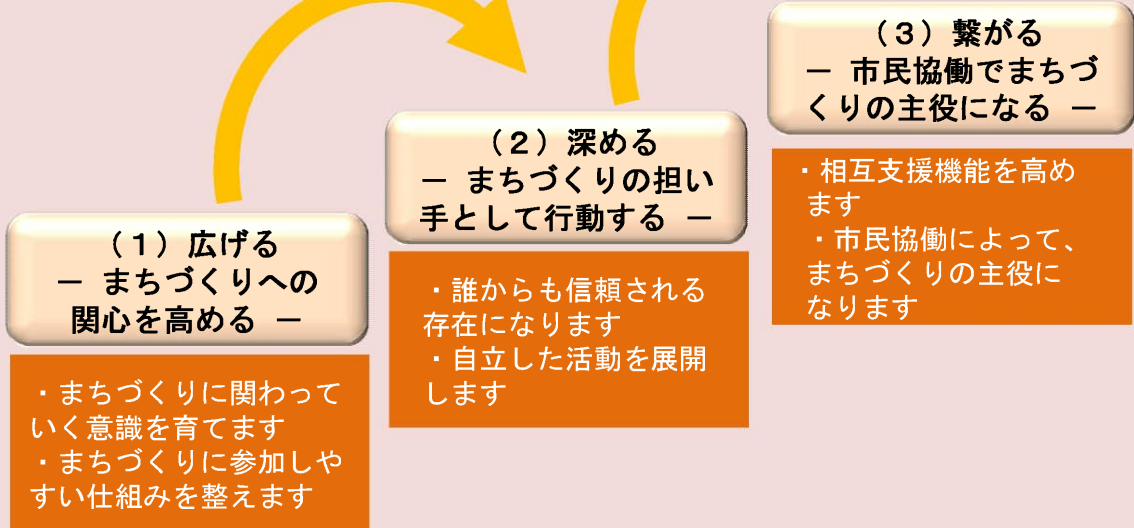 (1)広げる
－ まちづくりへの
関心を高める －
・まちづくりに関わって
いく意識を育てます
・まちづくりに参加しや
すい仕組みを整えます
(2)深める
－ まちづくりの担い
手として行動する －
・誰からも信頼される
存在になります
・自立した活動を展開
します
(3)繋がる
－ 市民協働でまちづ
くりの主役になる －
・相互支援機能を高め
ます
・市民協働によって、
まちづくりの主役に
なります